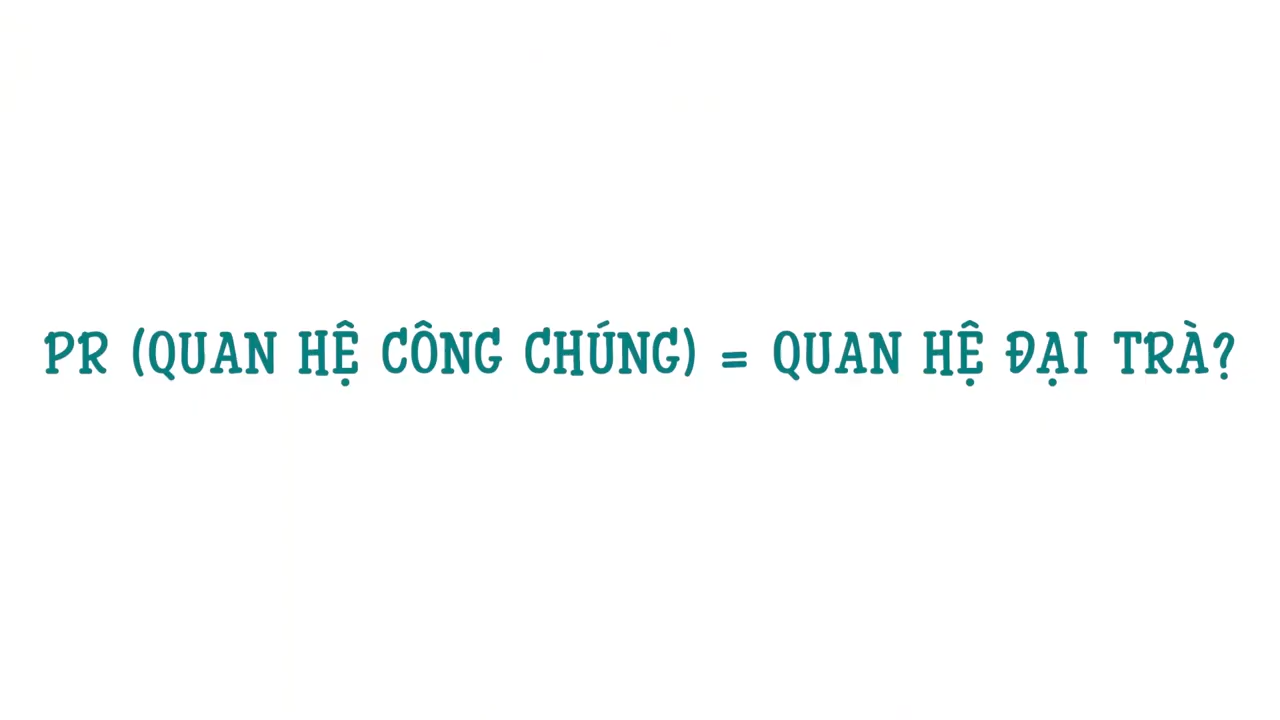 PR (QUAN HỆ CÔNG CHÚNG) = QUAN HỆ ĐẠI TRÀ?